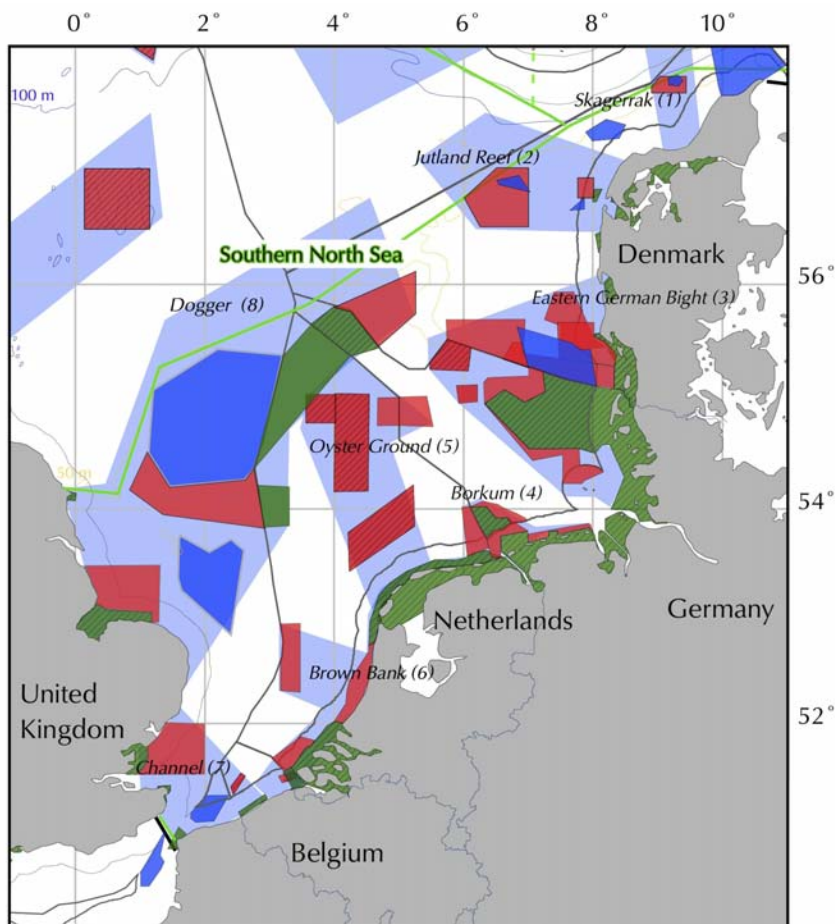 0° 2° 4° 6° 8° 10°
100 m
Skagerrak (1)
Jutland Reef (2)
Southern North Sea
Denmark
56°
Eastern German Bight (3)
Dogger (8)
Oyster Ground (5)
50 m
Borkum (4)
54°
Netherlands
Germany
Brown Bank (6)
United
Kingdom
52°
Channel (7)
Belgium